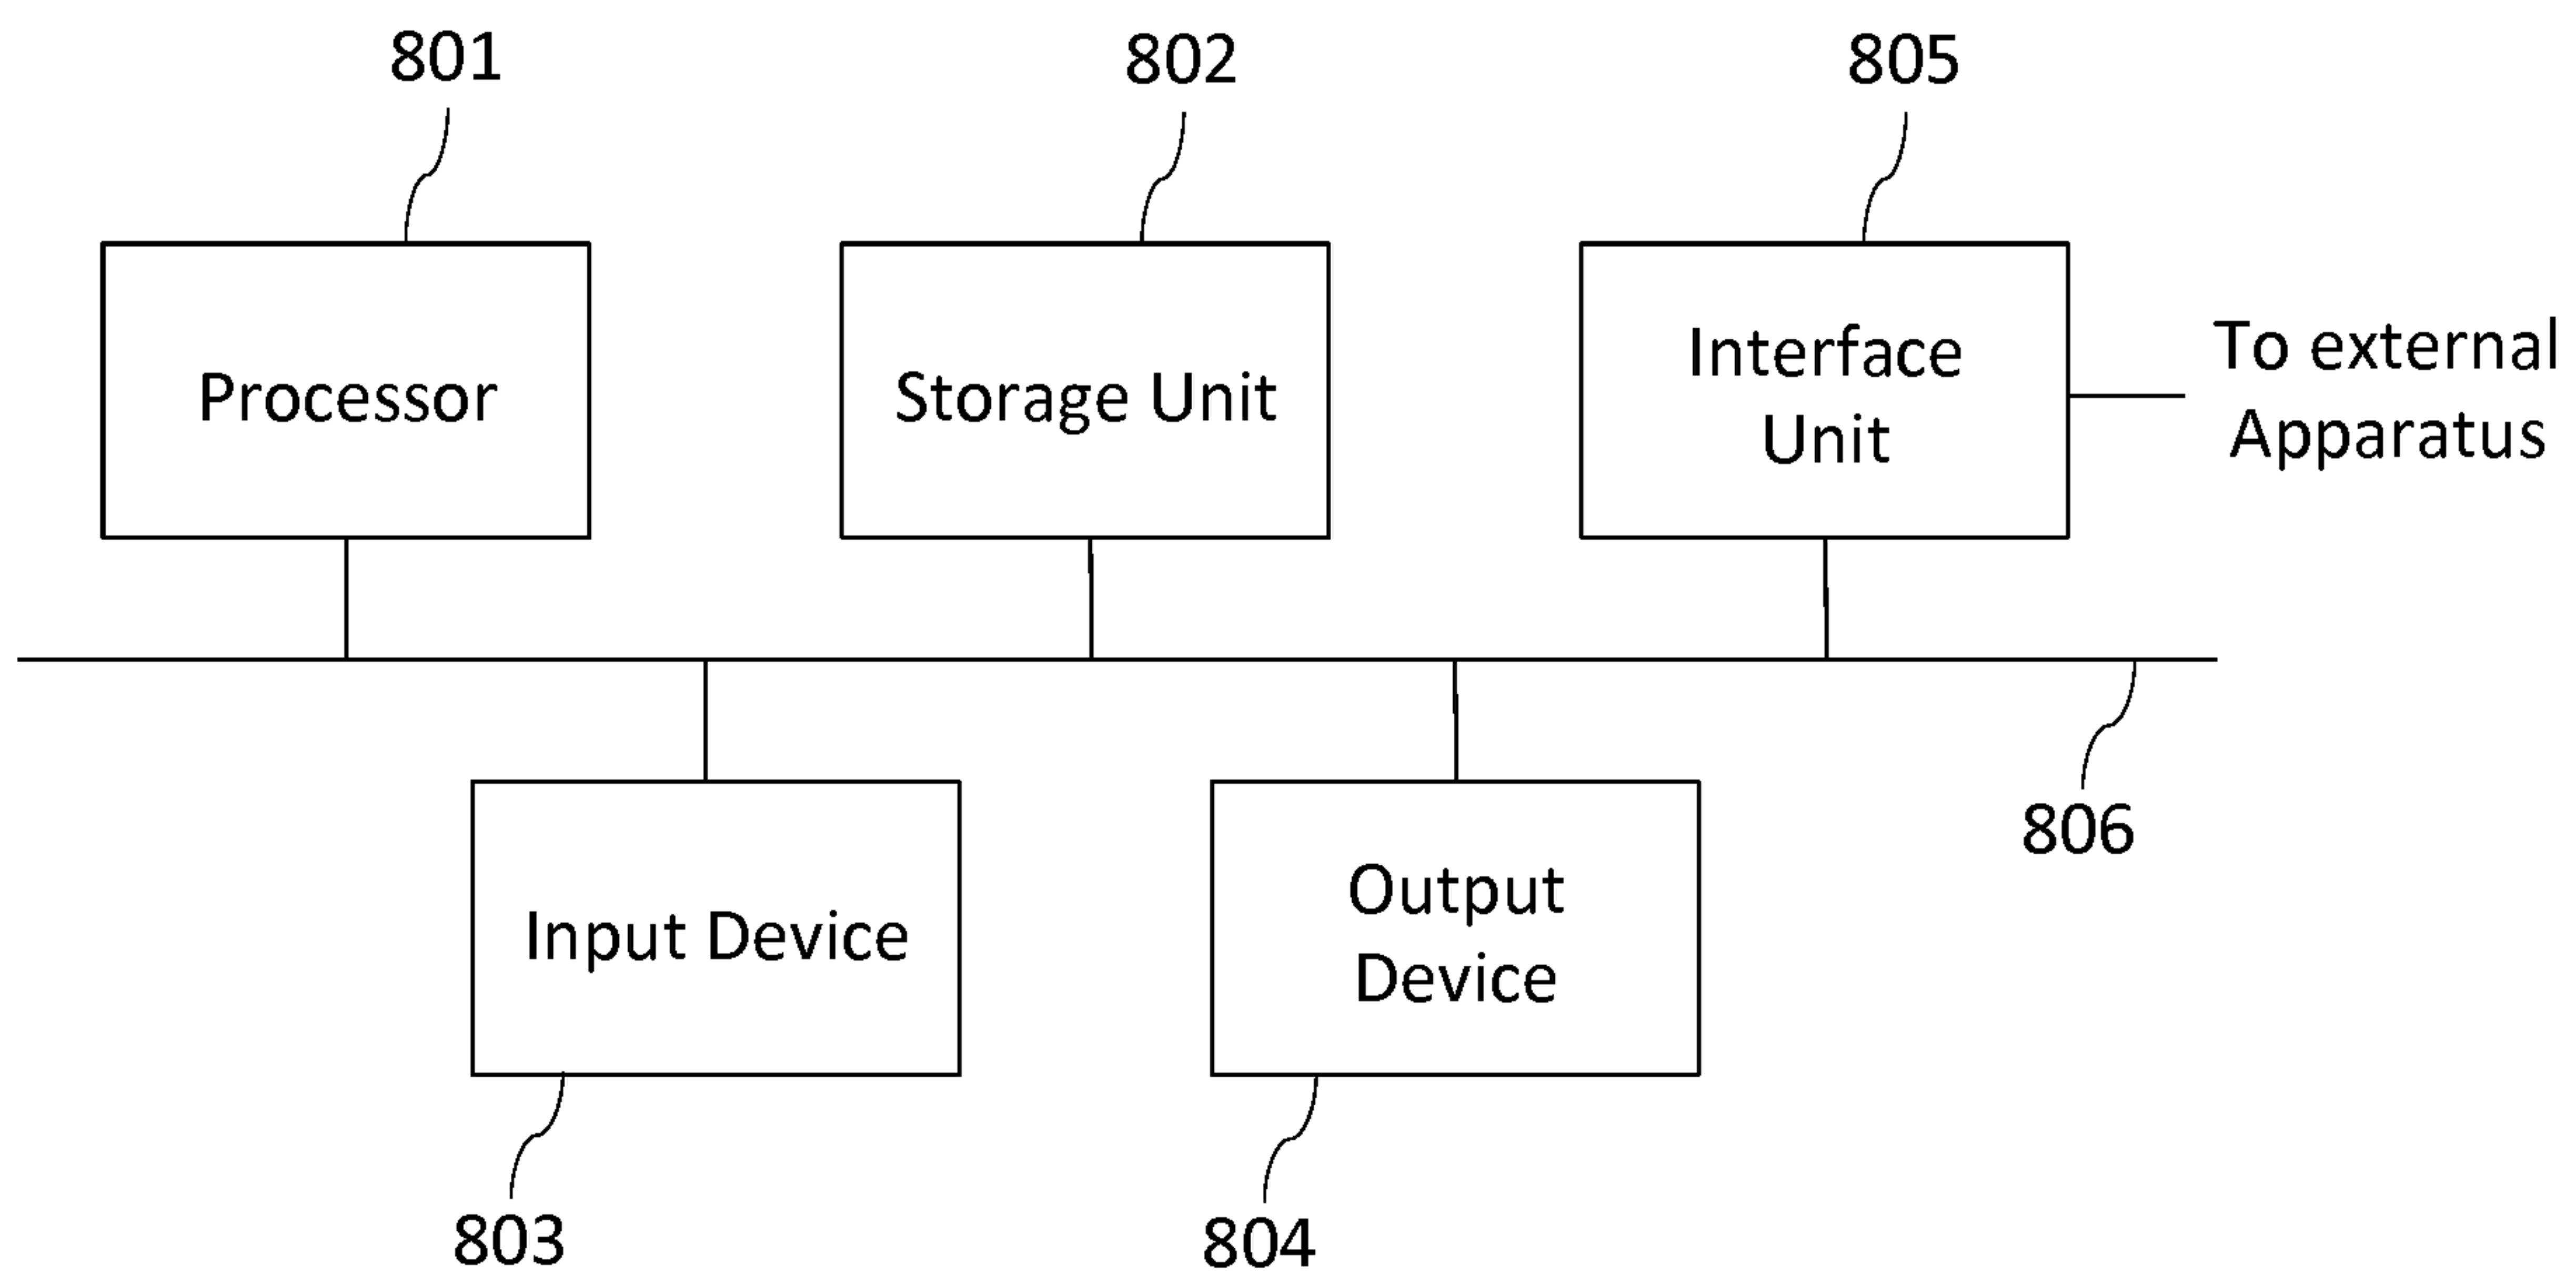 801
802
805
Processor
Storage Unit
Interface
Unit
To external
Apparatus
806
Input Device
Output
Device
803
804